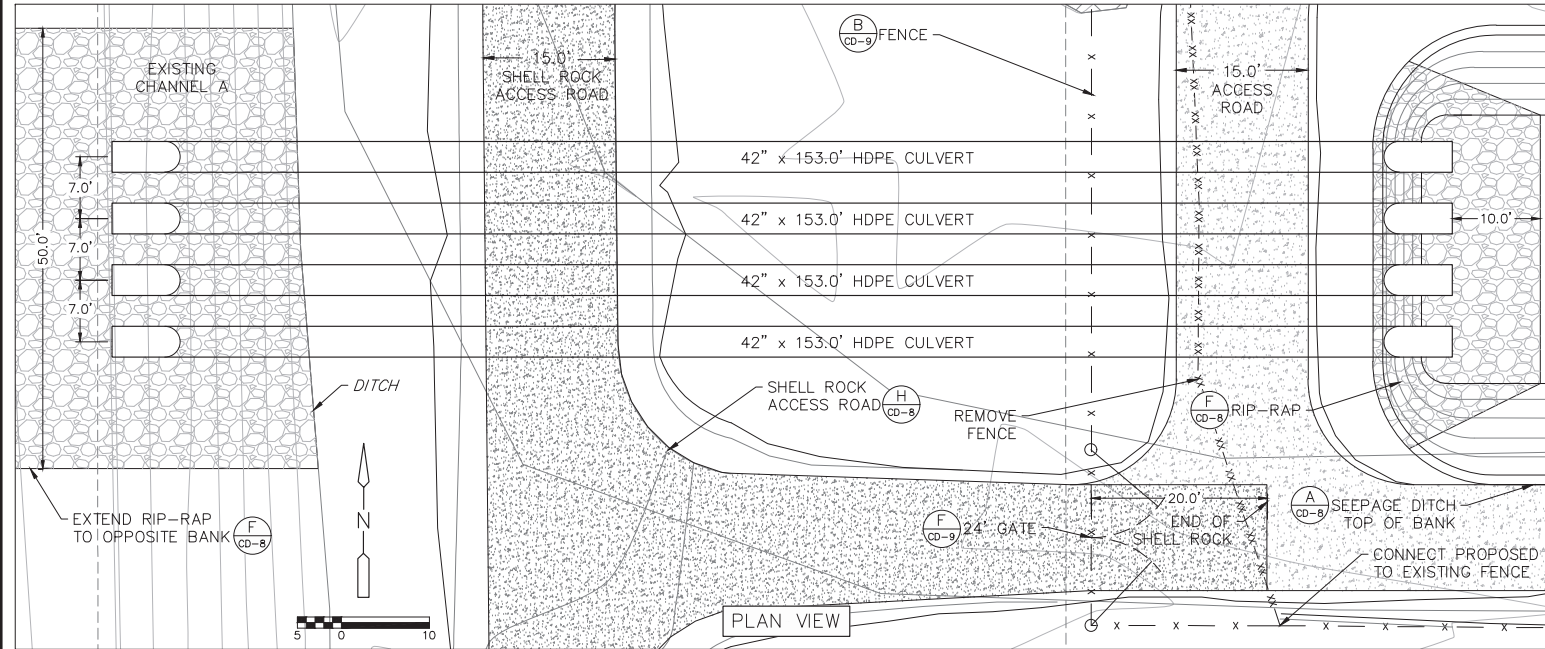 EXISTING
CHANNEL A
50.0'
7.0'
7.0'
7.0'
15.0'
SHELL ROCK
ACCESS ROAD
B
CD-9
FENCE
15.0'
ACCESS
ROAD
42" x 153.0' HDPE CULVERT
42" x 153.0' HDPE CULVERT
42" x 153.0' HDPE CULVERT
42" x 153.0' HDPE CULVERT
10.0'
DITCH
SHELL ROCK
ACCESS ROAD
H
CD-8
REMOVE
FENCE
F
CD-8
RIP-RAP
EXTEND RIP-RAP
TO OPPOSITE BANK
F
CD-8
N
F
CD-9
24' GATE
20.0'
END OF
SHELL ROCK
A
CD-8
SEEPAGE DITCH
TOP OF BANK
CONNECT PROPOSED
TO EXISTING FENCE
5 0 10
PLAN VIEW